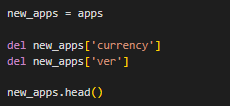 new_apps = apps
del new_apps['currency']
del new_apps['ver']
new_apps.head()